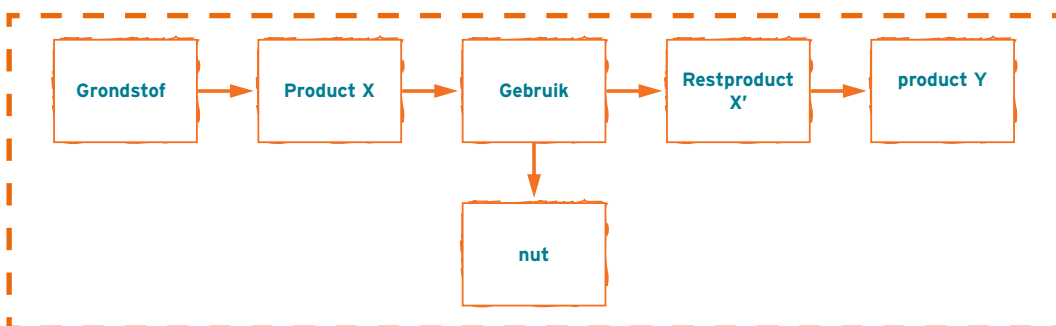 Grondstof
Product X
Gebruik
Restproduct
X'
product Y
nut